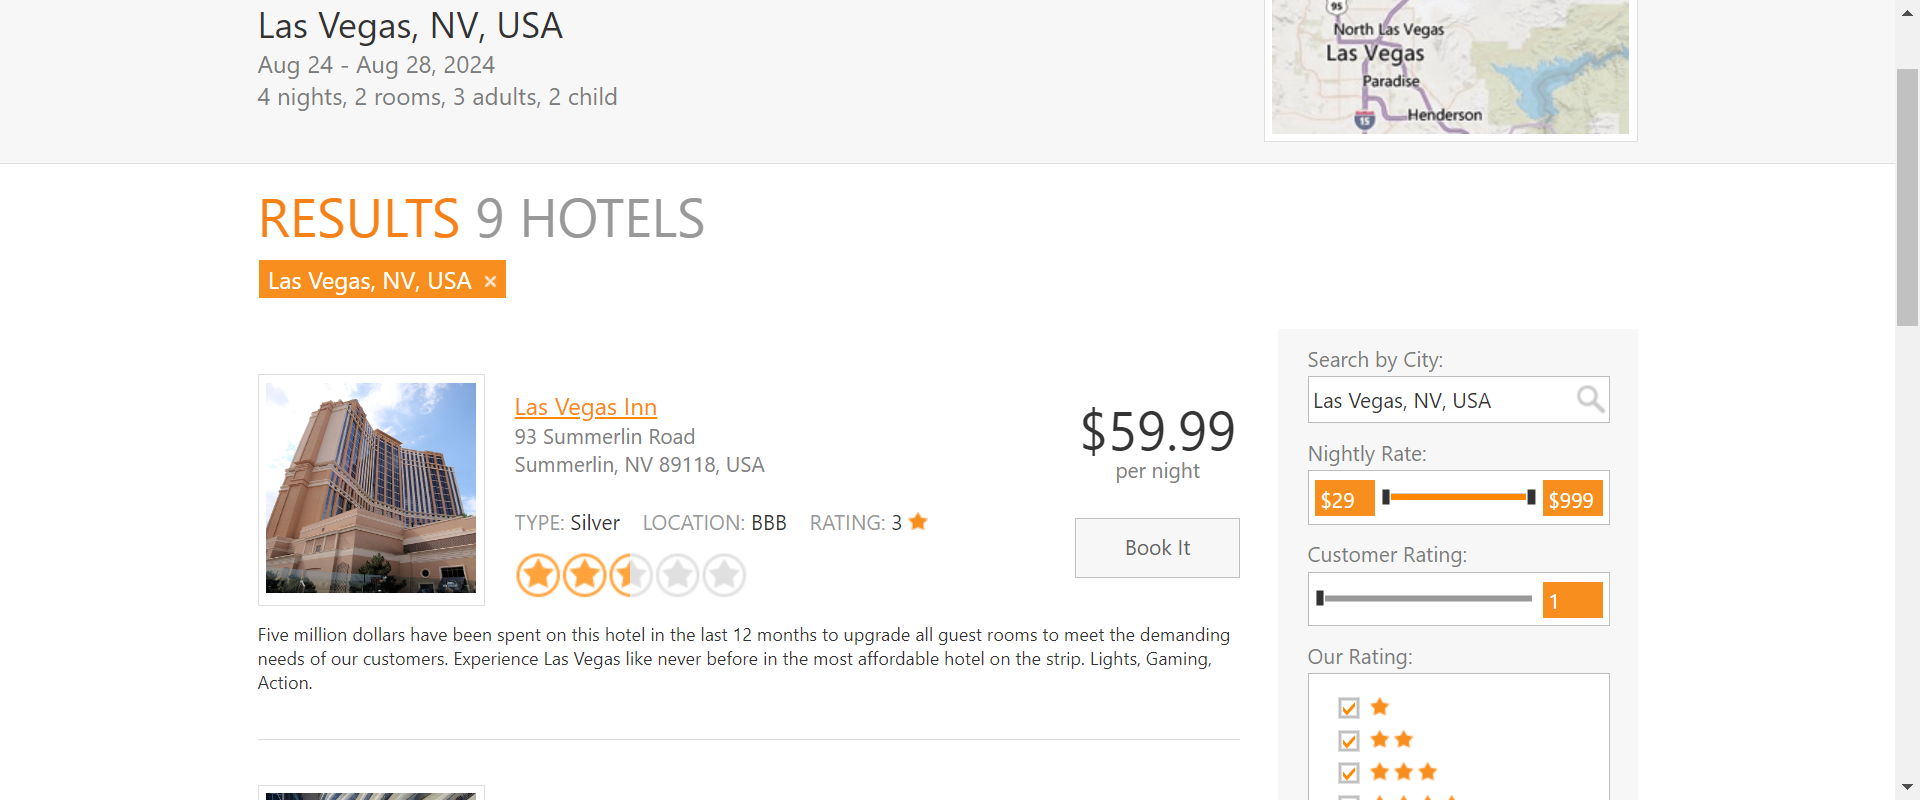 Las Vegas, NV, USA
Aug 24 - Aug 28, 2024
4 nights, 2 rooms, 3 adults, 2 child
95
North Las Vegas
Las Vegas
Paradise
15
Henderson
RESULTS 9 HOTELS
Las Vegas, NV, USA ×
Las Vegas Inn
93 Summerlin Road
Summerlin, NV 89118, USA
TYPE: Silver LOCATION: BBB RATING: 3
$59.99
per night
Book It
Five million dollars have been spent on this hotel in the last 12 months to upgrade all guest rooms to meet the demanding
needs of our customers. Experience Las Vegas like never before in the most affordable hotel on the strip. Lights, Gaming,
Action.
Search by City:
Las Vegas, NV, USA
Nightly Rate:
$29 $999
Customer Rating:
1
Our Rating: